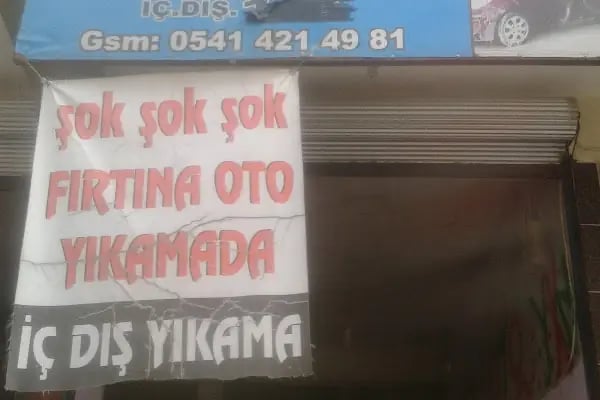 İÇ.DIŞ.
Gsm: 0541 421 49 81
şok şok şok
FIRTINA OTO
YIKAMADA
İÇ DIŞ YIKAMA